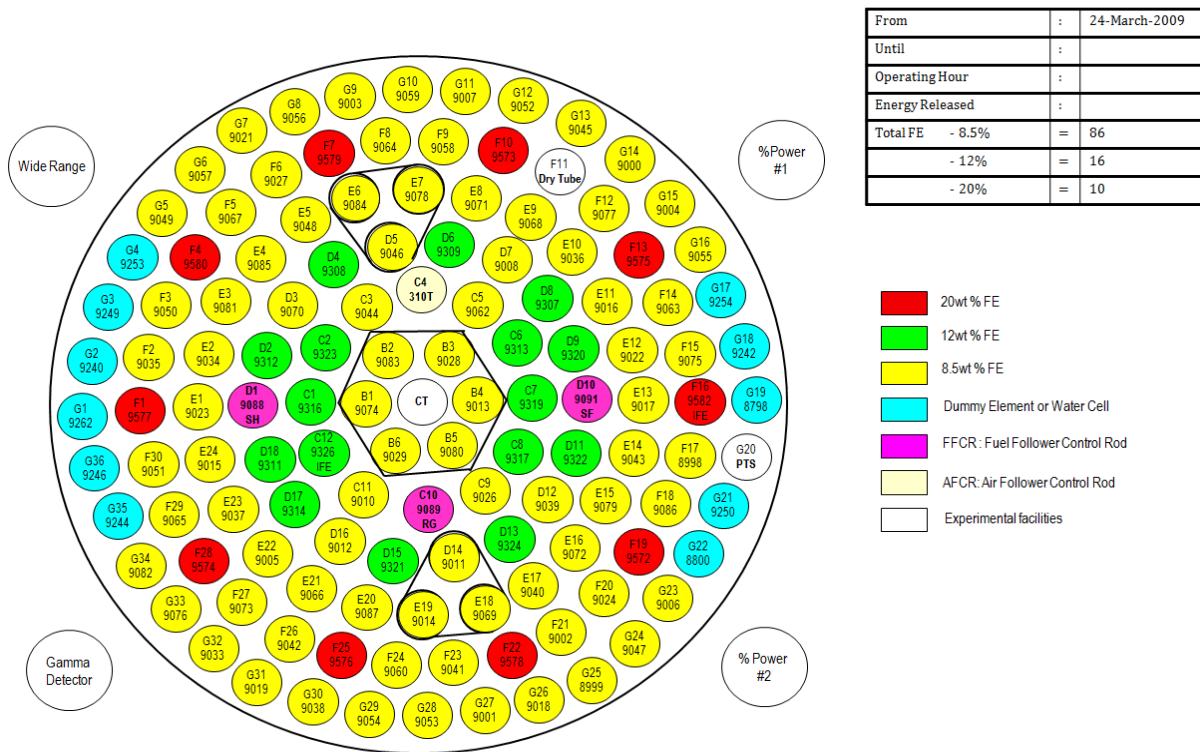 From : 24-March-2009
Until :
Operating Hour :
Energy Released :
Total FE - 8.5% = 86
- 12% = 16
- 20% = 10
Wide Range
%Power
#1
Gamma
Detector
% Power
#2
20wt % FE
12wt % FE
8.5wt % FE
Dummy Element or Water Cell
FFCR : Fuel Follower Control Rod
AFCR: Air Follower Control Rod
Experimental facilities
G10
9059
G11
9007
G9
9003
G12
9052
G8
9056
G13
9045
G7
9021
F8
9064
F9
9058
F7
9579
F10
9573
G14
9000
G6
9057
F6
9027
F11
Dry Tube
E7
9078
E6
9084
E8
9071
G15
9004
G5
9049
F5
9067
E5
9048
E9
9068
F12
9077
D5
9046
D6
9309
G16
9055
G4
9253
F4
9580
E4
9085
D4
9308
D7
9008
E10
9036
F13
9575
C4
310T
G3
9249
F3
9050
E3
9081
D3
9070
C3
9044
C5
9062
D8
9307
E11
9016
F14
9063
G17
9254
G2
9240
F2
9035
E2
9034
D2
9312
C2
9323
B2
9083
B3
9028
C6
9313
D9
9320
E12
9022
F15
9075
G18
9242
G1
9262
F1
9577
E1
9023
D1
9088
SH
C1
9316
B1
9074
CT
B4
9013
C7
9319
D10
9091
SF
E13
9017
F16
9582
IFE
G19
8798
G36
9246
F30
9051
E24
9015
D18
9311
C12
9326
IFE
B6
9029
B5
9080
C8
9317
D11
9322
E14
9043
F17
8998
G20
PTS
G35
9244
F29
9065
E23
9037
D17
9314
C11
9010
C10
9089
RG
C9
9026
D12
9039
E15
9079
F18
9086
G21
9250
G34
9082
F28
9574
E22
9005
D16
9012
D15
9321
D14
9011
D13
9324
E16
9072
F19
9572
G22
8800
G33
9076
F27
9073
E21
9066
E20
9087
E19
9014
E18
9069
E17
9040
F20
9024
G23
9006
G32
9033
F26
9042
F25
9576
F24
9060
F23
9041
F22
9578
F21
9002
G24
9047
G31
9019
G30
9038
G29
9054
G28
9053
G27
9001
G26
9018
G25
8999